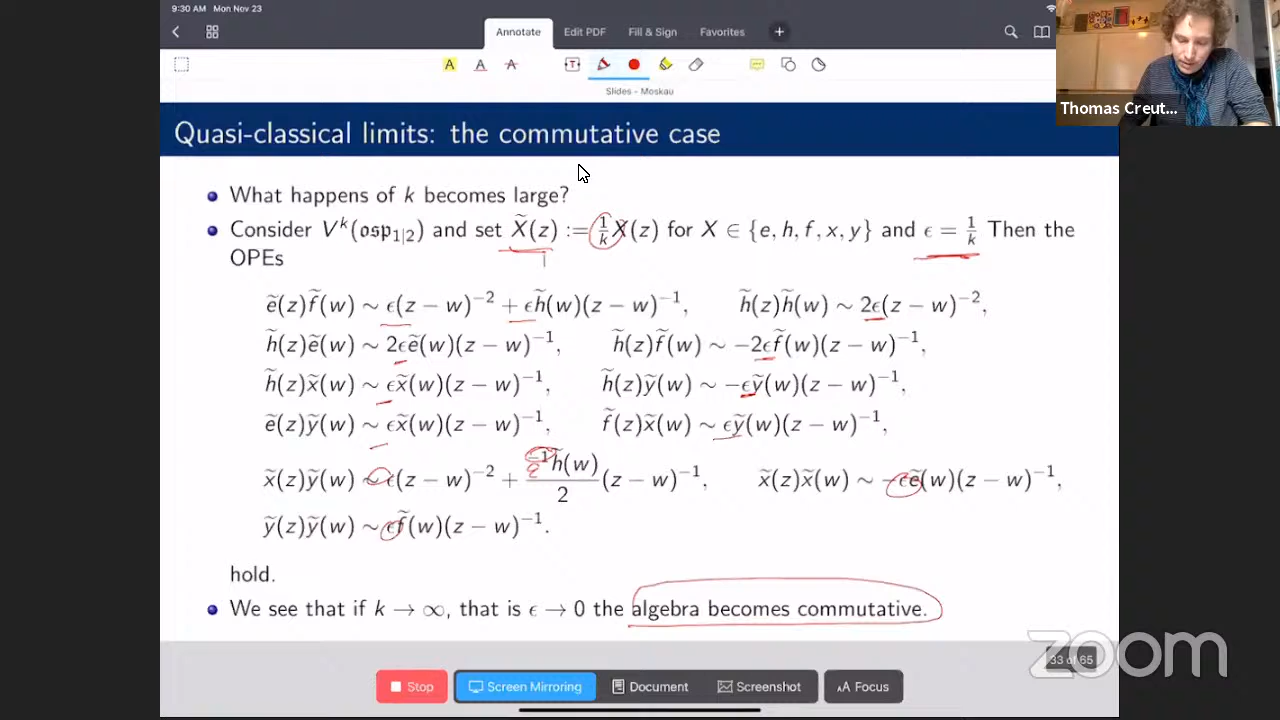 9:30 AM Mon Nov 23
Annotate Edit PDF Fill & Sign Favorites +
A A A T
Slides - Moskau
Thomas Creut...
Quasi-classical limits: the commutative case
What happens of k becomes large?
Consider V^k(𝔬𝔰𝔭_{1|2}) and set X̃(z) := 1/k X(z) for X ∈ {e, h, f, x, y} and ϵ = 1/k Then the
OPEs
ẽ(z)f̃(w) ∼ ϵ(z − w)^{−2} + ϵh̃(w)(z − w)^{−1}, h̃(z)h̃(w) ∼ 2ϵ(z − w)^{−2},
h̃(z)ẽ(w) ∼ 2ϵẽ(w)(z − w)^{−1}, h̃(z)f̃(w) ∼ −2ϵf̃(w)(z − w)^{−1},
h̃(z)x̃(w) ∼ ϵx̃(w)(z − w)^{−1}, h̃(z)ỹ(w) ∼ −ϵỹ(w)(z − w)^{−1},
ẽ(z)ỹ(w) ∼ ϵx̃(w)(z − w)^{−1}, f̃(z)x̃(w) ∼ ϵỹ(w)(z − w)^{−1},
x̃(z)ỹ(w) ∼ ϵ(z − w)^{−2} + h̃(w)/2 (z − w)^{−1}, x̃(z)x̃(w) ∼ −ϵẽ(w)(z − w)^{−1},
ỹ(z)ỹ(w) ∼ ϵf̃(w)(z − w)^{−1}.
hold.
We see that if k → ∞, that is ϵ → 0 the algebra becomes commutative.
33 of 65
zoom
Stop Screen Mirroring Document Screenshot Focus